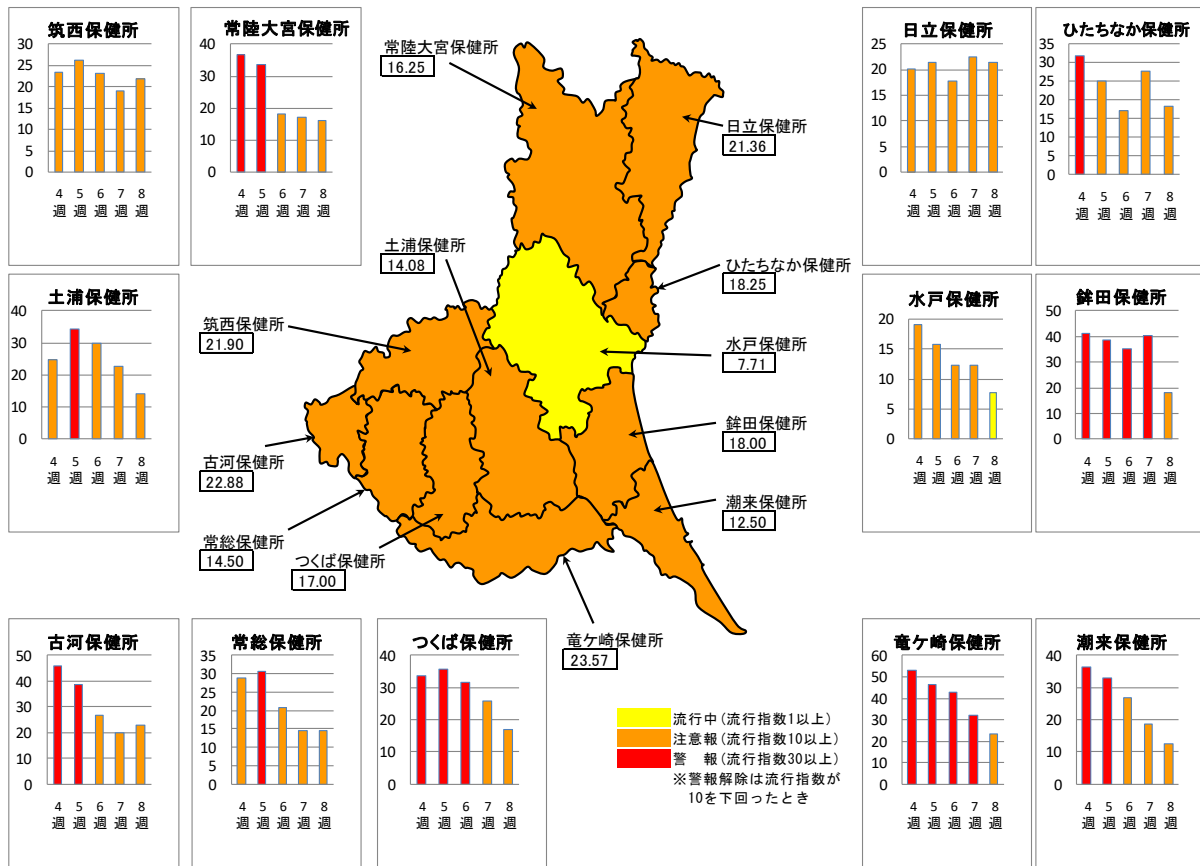 筑西保健所
30
25
20
15
10
5
0
4週
5週
6週
7週
8週
常陸大宮保健所
40
30
20
10
0
4週
5週
6週
7週
8週
常陸大宮保健所
16.25
日立保健所
21.36
土浦保健所
14.08
ひたちなか保健所
18.25
筑西保健所
21.90
水戸保健所
7.71
鉾田保健所
18.00
古河保健所
22.88
潮来保健所
12.50
常総保健所
14.50
つくば保健所
17.00
竜ケ崎保健所
23.57
日立保健所
25
20
15
10
5
0
4週
5週
6週
7週
8週
ひたちなか保健所
35
30
25
20
15
10
5
0
4週
5週
6週
7週
8週
土浦保健所
40
30
20
10
0
4週
5週
6週
7週
8週
水戸保健所
20
15
10
5
0
4週
5週
6週
7週
8週
鉾田保健所
50
40
30
20
10
0
4週
5週
6週
7週
8週
古河保健所
50
40
30
20
10
0
4週
5週
6週
7週
8週
常総保健所
35
30
25
20
15
10
5
0
4週
5週
6週
7週
8週
つくば保健所
40
30
20
10
0
4週
5週
6週
7週
8週
流行中(流行指数1以上)
注意報(流行指数10以上)
警　報(流行指数30以上)
※警報解除は流行指数が
10を下回ったとき
竜ケ崎保健所
60
50
40
30
20
10
0
4週
5週
6週
7週
8週
潮来保健所
40
30
20
10
0
4週
5週
6週
7週
8週